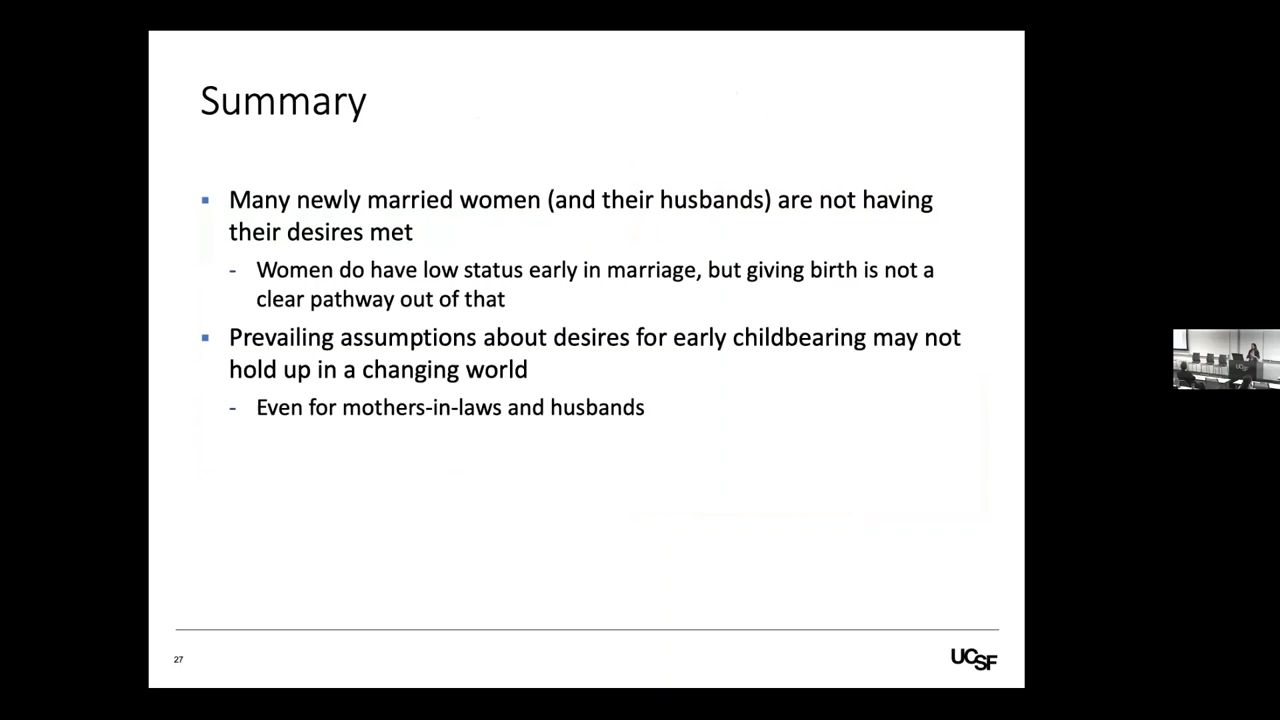 Summary
▪ Many newly married women (and their husbands) are not having
their desires met
- Women do have low status early in marriage, but giving birth is not a
clear pathway out of that
▪ Prevailing assumptions about desires for early childbearing may not
hold up in a changing world
- Even for mothers-in-laws and husbands
27
UCSF
UCSF